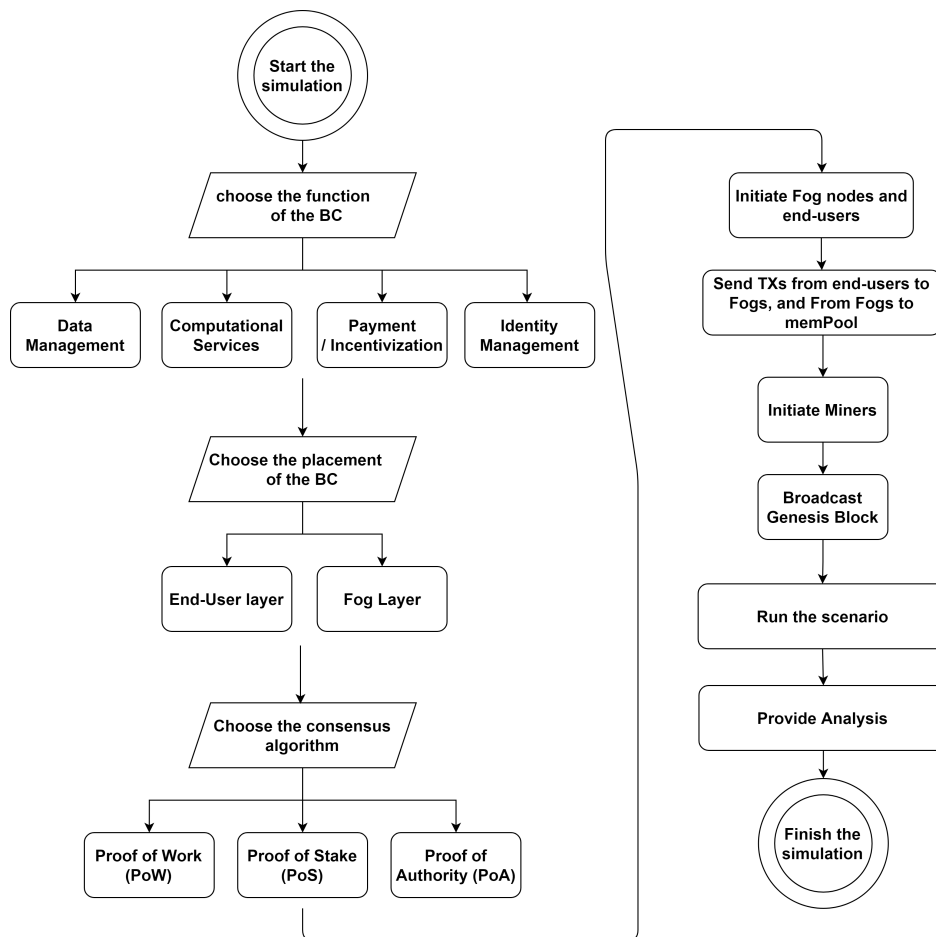 Start the
simulation
choose the function
of the BC
Data
Management
Computational
Services
Payment
/ Incentivization
Identity
Management
Choose the placement
of the BC
End-User layer
Fog Layer
Choose the consensus
algorithm
Proof of Work
(PoW)
Proof of Stake
(PoS)
Proof of
Authority (PoA)
Initiate Fog nodes and
end-users
Send TXs from end-users to
Fogs, and From Fogs to
memPool
Initiate Miners
Broadcast
Genesis Block
Run the scenario
Provide Analysis
Finish the
simulation